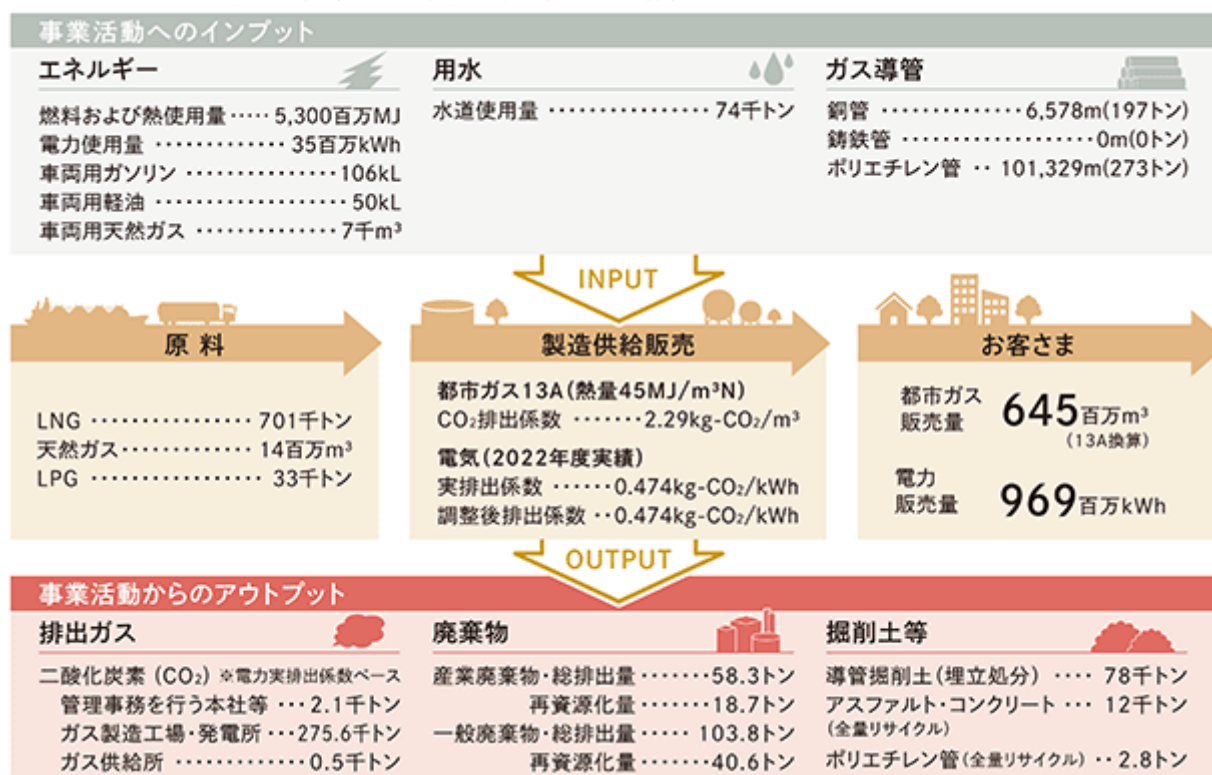 事業活動へのインプット
エネルギー
燃料および熱使用量‥‥‥5,300百万MJ
電力使用量 ‥‥‥‥‥‥ 35百万kWh
車両用ガソリン ‥‥‥‥‥‥106kL
車両用軽油 ‥‥‥‥‥‥‥‥50kL
車両用天然ガス ‥‥‥‥‥‥7千m³
用水
水道使用量 ‥‥‥‥‥‥‥‥74千トン
ガス導管
銅管 ‥‥‥‥‥‥6,578m(197トン)
鋳鉄管‥‥‥‥‥‥‥‥0m(0トン)
ポリエチレン管 ‥ 101,329m(273トン)
INPUT
原料
LNG ‥‥‥‥‥‥‥ 701千トン
天然ガス‥‥‥‥‥‥ 14百万m³
LPG ‥‥‥‥‥‥‥‥ 33千トン
製造供給販売
都市ガス13A(熱量45MJ/m³N)
CO₂排出係数 ‥‥‥2.29kg-CO₂/m³
電気(2022年度実績)
実排出係数 ‥‥‥0.474kg-CO₂/kWh
調整後排出係数 ‥0.474kg-CO₂/kWh
お客さま
都市ガス
販売量 645百万m³
(13A換算)
電力
販売量 969百万kWh
OUTPUT
事業活動からのアウトプット
排出ガス
二酸化炭素 (CO₂) ※電力実排出係数ベース
管理事務を行う本社等 ‥‥2.1千トン
ガス製造工場・発電所 ‥‥275.6千トン
ガス供給所 ‥‥‥‥‥‥0.5千トン
廃棄物
産業廃棄物・総排出量‥‥‥58.3トン
再資源化量‥‥‥18.7トン
一般廃棄物・総排出量‥‥ 103.8トン
再資源化量‥‥‥40.6トン
掘削土等
導管掘削土(埋立処分) ‥‥ 78千トン
アスファルト・コンクリート ‥‥ 12千トン
(全量リサイクル)
ポリエチレン管(全量リサイクル) ‥2.8トン